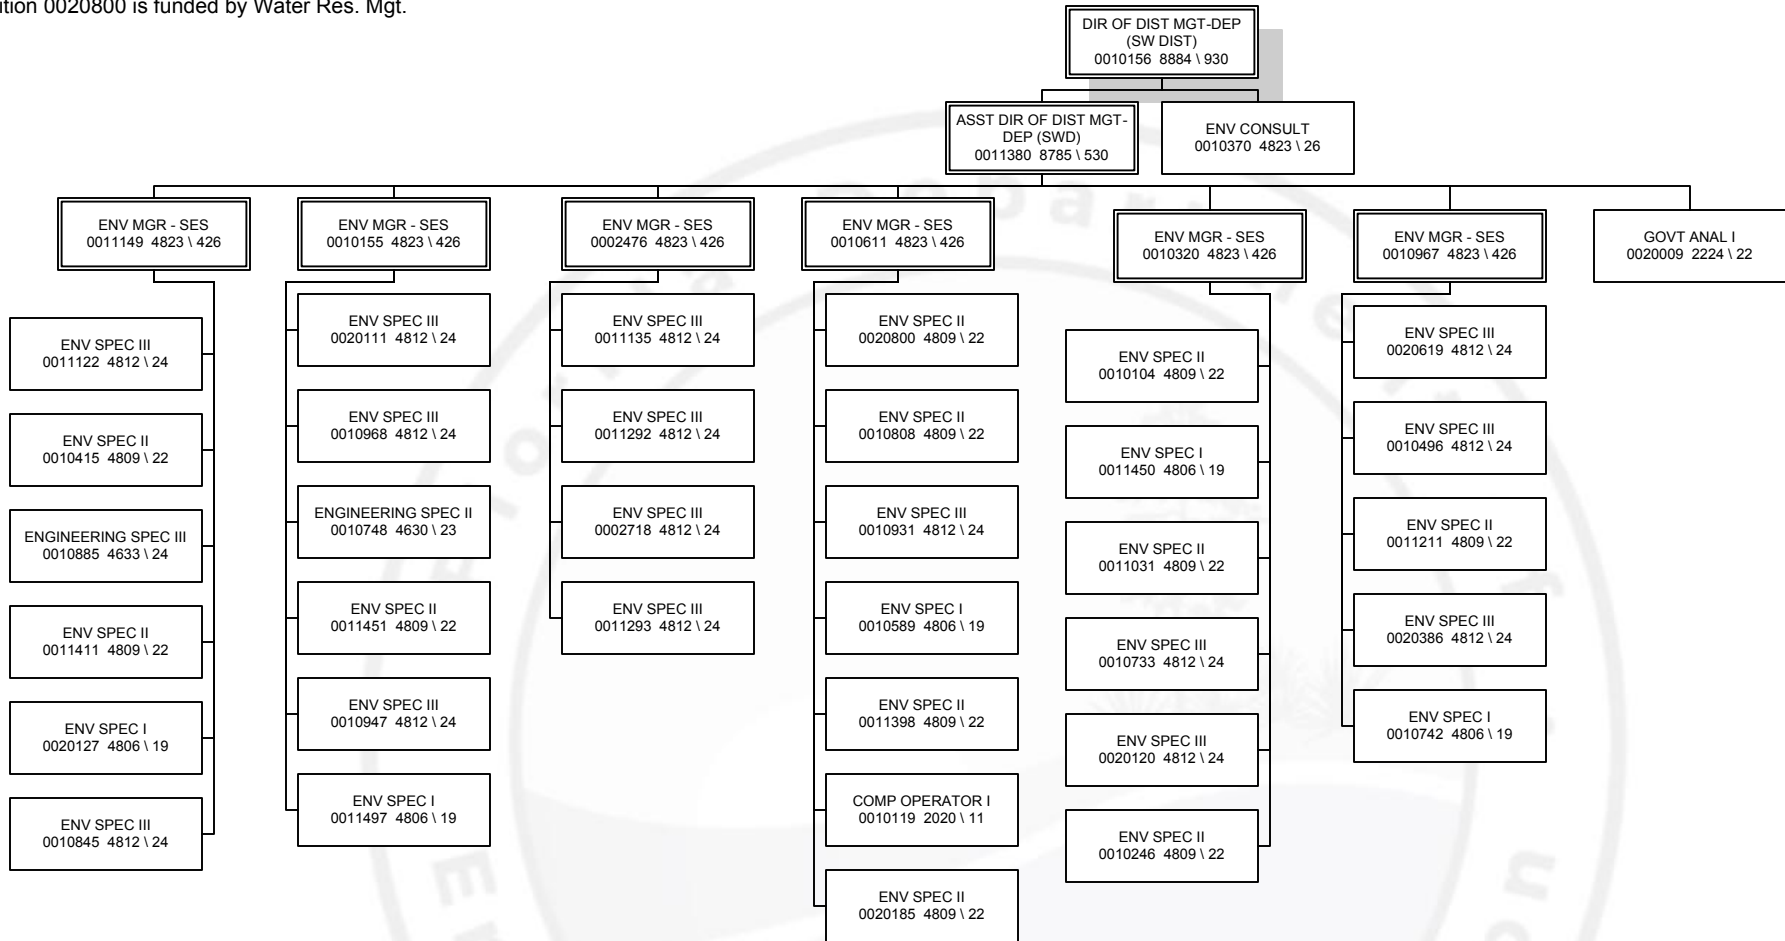 ition 0020800 is funded by Water Res. Mgt.
DIR OF DIST MGT-DEP
(SW DIST)
0010156 8884 \ 930
ASST DIR OF DIST MGT-
DEP (SWD)
0011380 8785 \ 530
ENV CONSULT
0010370 4823 \ 26
ENV MGR - SES
0011149 4823 \ 426
ENV MGR - SES
0010155 4823 \ 426
ENV MGR - SES
0002476 4823 \ 426
ENV MGR - SES
0010611 4823 \ 426
ENV MGR - SES
0010320 4823 \ 426
ENV MGR - SES
0010967 4823 \ 426
GOVT ANAL I
0020009 2224 \ 22
ENV SPEC III
0011122 4812 \ 24
ENV SPEC II
0010415 4809 \ 22
ENGINEERING SPEC III
0010885 4633 \ 24
ENV SPEC II
0011411 4809 \ 22
ENV SPEC I
0020127 4806 \ 19
ENV SPEC III
0010845 4812 \ 24
ENV SPEC III
0020111 4812 \ 24
ENV SPEC III
0010968 4812 \ 24
ENGINEERING SPEC II
0010748 4630 \ 23
ENV SPEC II
0011451 4809 \ 22
ENV SPEC III
0010947 4812 \ 24
ENV SPEC I
0011497 4806 \ 19
ENV SPEC III
0011135 4812 \ 24
ENV SPEC III
0011292 4812 \ 24
ENV SPEC III
0002718 4812 \ 24
ENV SPEC III
0011293 4812 \ 24
ENV SPEC II
0020800 4809 \ 22
ENV SPEC II
0010808 4809 \ 22
ENV SPEC III
0010931 4812 \ 24
ENV SPEC I
0010589 4806 \ 19
ENV SPEC II
0011398 4809 \ 22
COMP OPERATOR I
0010119 2020 \ 11
ENV SPEC II
0020185 4809 \ 22
ENV SPEC II
0010104 4809 \ 22
ENV SPEC I
0011450 4806 \ 19
ENV SPEC II
0011031 4809 \ 22
ENV SPEC III
0010733 4812 \ 24
ENV SPEC III
0020120 4812 \ 24
ENV SPEC II
0010246 4809 \ 22
ENV SPEC III
0020619 4812 \ 24
ENV SPEC III
0010496 4812 \ 24
ENV SPEC II
0011211 4809 \ 22
ENV SPEC III
0020386 4812 \ 24
ENV SPEC I
0010742 4806 \ 19